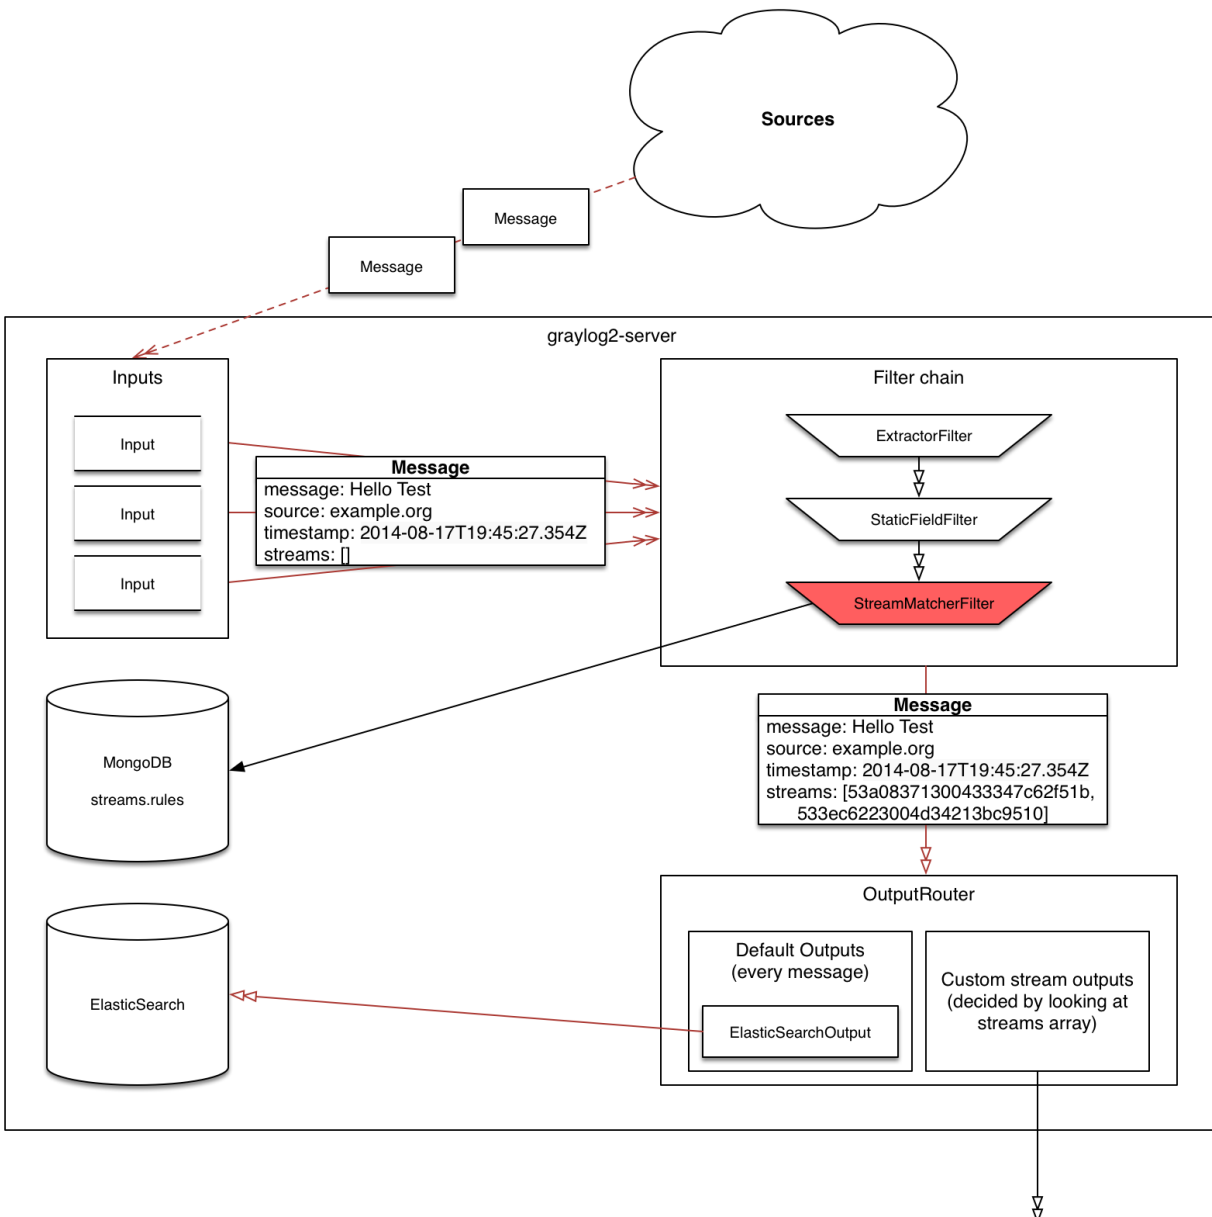 Sources
Message
Message
graylog2-server
Inputs
Input
Input
Input
Message
message: Hello Test
source: example.org
timestamp: 2014-08-17T19:45:27.354Z
streams: []
Filter chain
ExtractorFilter
StaticFieldFilter
StreamMatcherFilter
MongoDB
streams.rules
Message
message: Hello Test
source: example.org
timestamp: 2014-08-17T19:45:27.354Z
streams: [53a08371300433347c62f51b,
533ec6223004d34213bc9510]
OutputRouter
Default Outputs
(every message)
ElasticSearchOutput
Custom stream outputs
(decided by looking at
streams array)
ElasticSearch